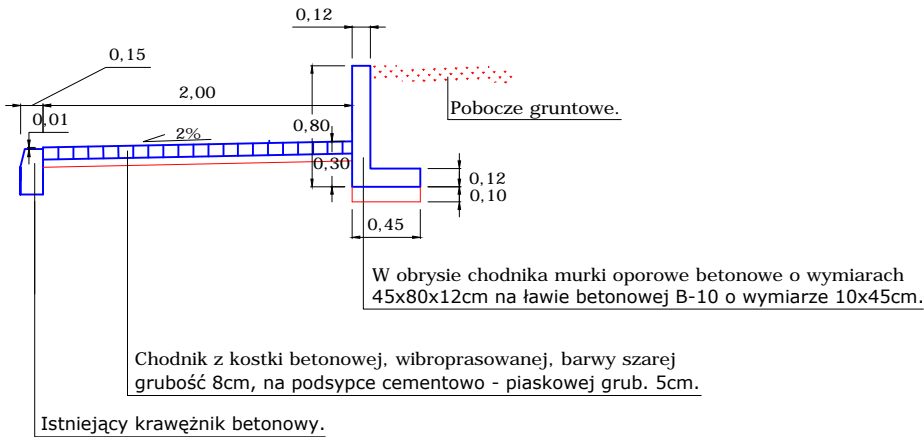 0,12
0,15
2,00
Pobocze gruntowe.
0,01
2%
0,80
0,30
0,12
0,10
0,45
W obrysie chodnika murki oporowe betonowe o wymiarach
45x80x12cm na ławie betonowej B-10 o wymiarze 10x45cm.
Chodnik z kostki betonowej, wibroprasowanej, barwy szarej
grubość 8cm, na podsypce cementowo - piaskowej grub. 5cm.
Istniejący krawężnik betonowy.